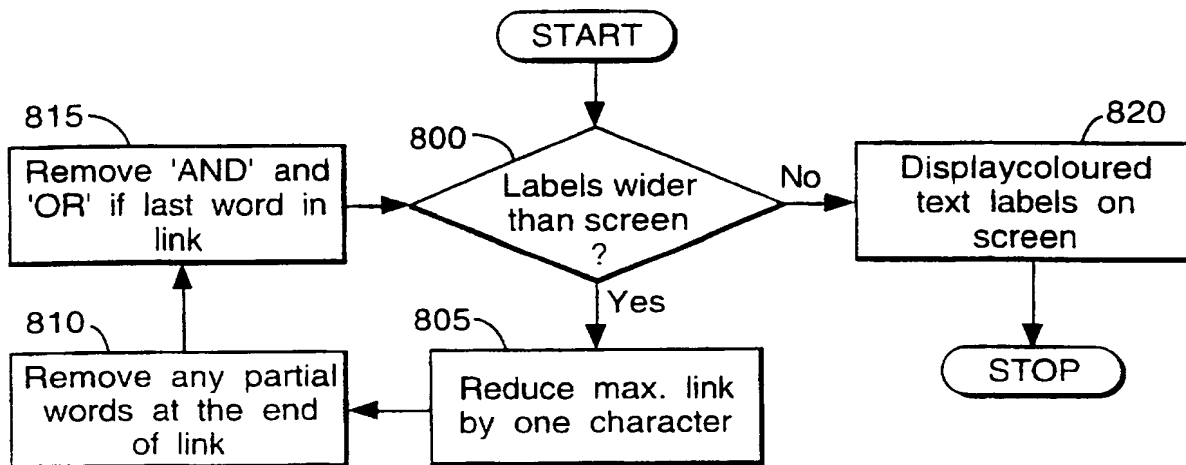 START
815
Remove 'AND' and
'OR' if last word in
link
800
Labels wider
than screen
?
No
820
Displaycoloured
text labels on
screen
Yes
810
Remove any partial
words at the end
of link
805
Reduce max. link
by one character
STOP